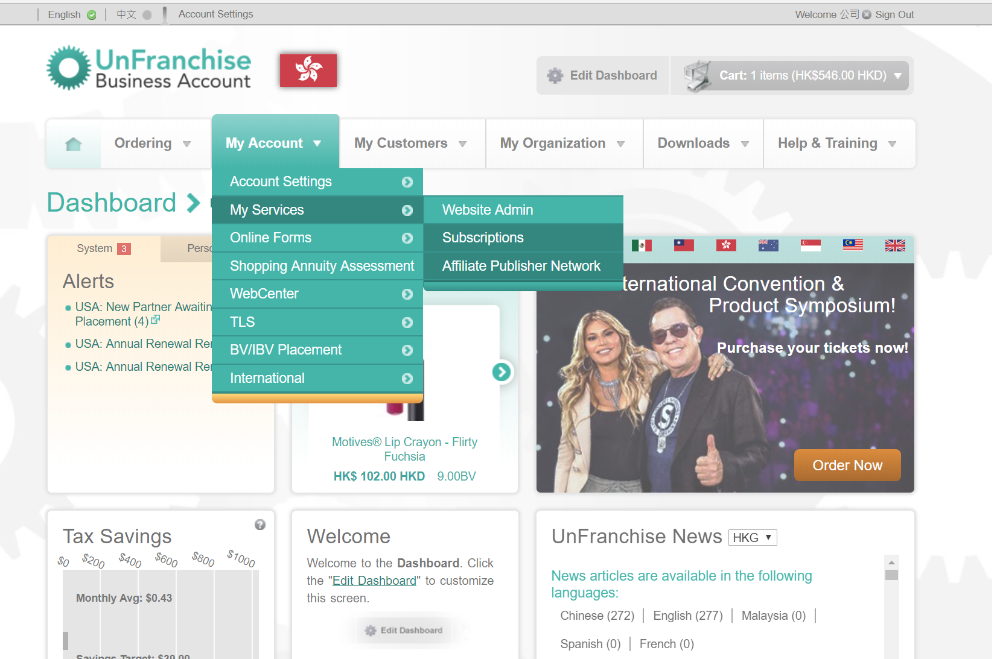 English
中文
Account Settings
Welcome 公司
Sign Out
UnFranchise
Business Account
Edit Dashboard
Cart: 1 items (HK$546.00 HKD)
Ordering
My Account
My Customers
My Organization
Downloads
Help & Training
Account Settings
My Services
Online Forms
Shopping Annuity Assessment
WebCenter
TLS
BV/IBV Placement
International
Website Admin
Subscriptions
Affiliate Publisher Network
Dashboard
System 3
Alerts
USA: New Partner
Placement (4)
USA: Annual Renewal
USA: Annual Renewal
Motives® Lip Crayon - Flirty
Fuchsia
HK$ 102.00 HKD 9.00BV
Convention &
Product Symposium!
Purchase your tickets now!
Order Now
Tax Savings
$0 $200 $400 $600 $800 $1000
Monthly Avg: $0.43
Savings Target: $39.00
Welcome
Welcome to the Dashboard. Click
the "Edit Dashboard" to customize
this screen.
Edit Dashboard
UnFranchise News HKG
News articles are available in the following
languages:
Chinese (272) English (277) Malaysia (0)
Spanish (0) French (0)